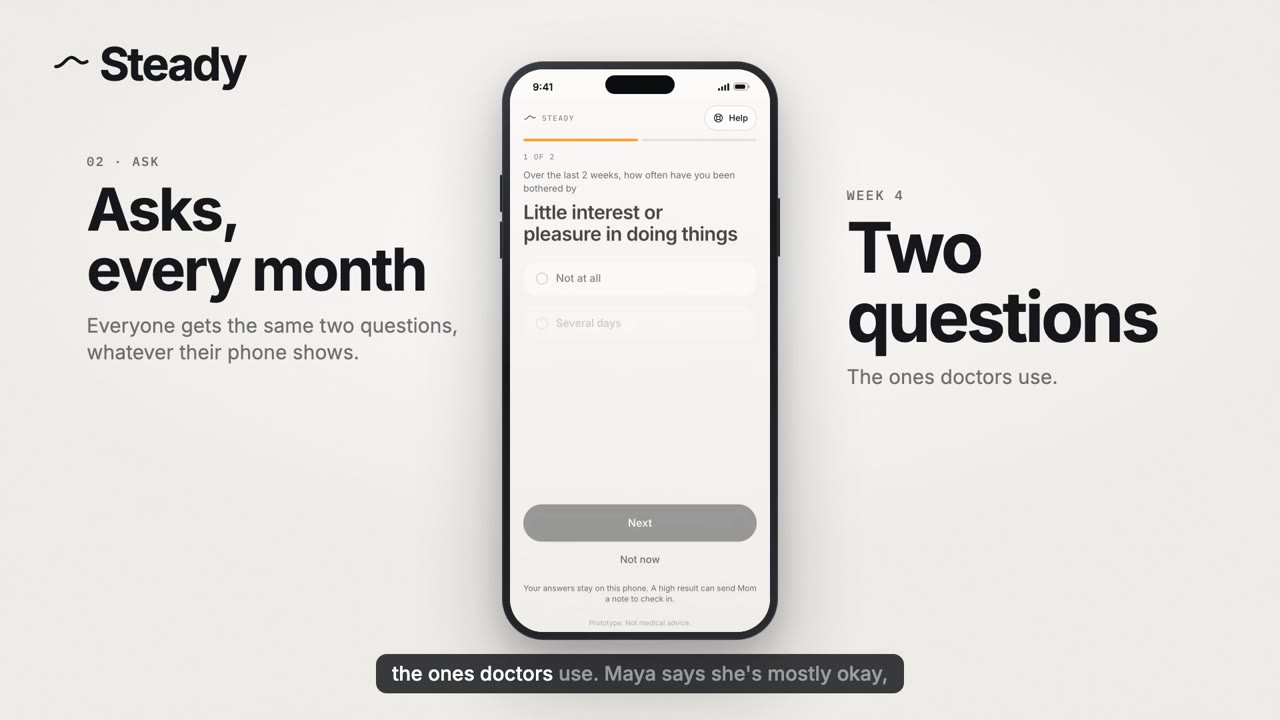 Steady
02 · ASK
Asks,
every month
Everyone gets the same two questions,
whatever their phone shows.
9:41
STEADY
Help
1 OF 2
Over the last 2 weeks, how often have you been
bothered by
Little interest or
pleasure in doing things
Not at all
Several days
Next
Not now
Your answers stay on this phone. A high result can send Mom
a note to check in.
Prototype. Not medical advice.
WEEK 4
Two
questions
The ones doctors use.
the ones doctors use. Maya says she's mostly okay,